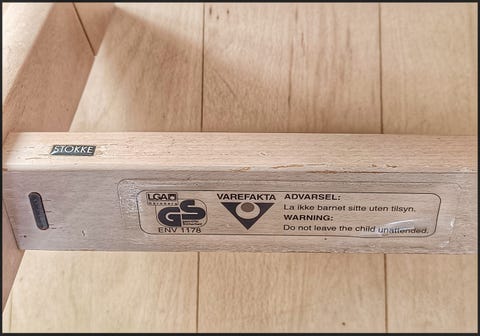 STOKKE
LGA
GS
ENV 1178
VAREFAKTA
ADVARSEL:
La ikke barnet sitte uten tilsyn.
WARNING:
Do not leave the child unattended.